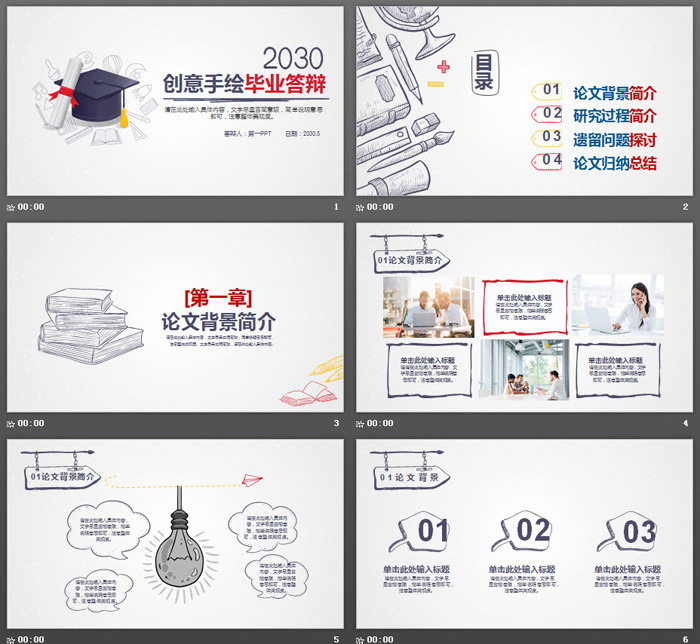 2030
创意手绘毕业答辩
请在此处输入具体内容，文字尽量言简意赅，简单说明意思
即可，注意整体美观度。
答辩人：第一PPT 日期：2030.5
00:00 1
目录
01 论文背景简介
02 研究过程简介
03 遗留问题探讨
04 论文归纳总结
00:00 2
[第一章]
论文背景简介
00:00 3
01论文背景简介
单击此处输入标题
请在此处输入具体内容，
文字尽量言简意赅，简单说明意思
即可，注意整体美观度。
单击此处输入标题
请在此处输入具体内容，
文字尽量言简意赅，简单说明意思
即可，注意整体美观度。
单击此处输入标题
请在此处输入具体内容，
文字尽量言简意赅，简单说明意思
即可，注意整体美观度。
00:00 4
01论文背景简介
请在此处输入具体内容，
文字尽量言简意赅，简
单说明意思即可，注意
整体美观度。
请在此处输入具体内容，
文字尽量言简意赅，简
单说明意思即可，注意
整体美观度。
请在此处输入具体内容，
文字尽量言简意赅，简
单说明意思即可，注意
整体美观度。
请在此处输入具体内容，
文字尽量言简意赅，简
单说明意思即可，注意
整体美观度。
00:00 5
01论文背景
01
02
03
单击此处输入标题
请在此处输入具体内容，文字尽
量言简意赅，简单说明意思即可，
注意整体美观度。
单击此处输入标题
请在此处输入具体内容，文字尽
量言简意赅，简单说明意思即可，
注意整体美观度。
单击此处输入标题
请在此处输入具体内容，文字尽
量言简意赅，简单说明意思即可，
注意整体美观度。
00:00 6